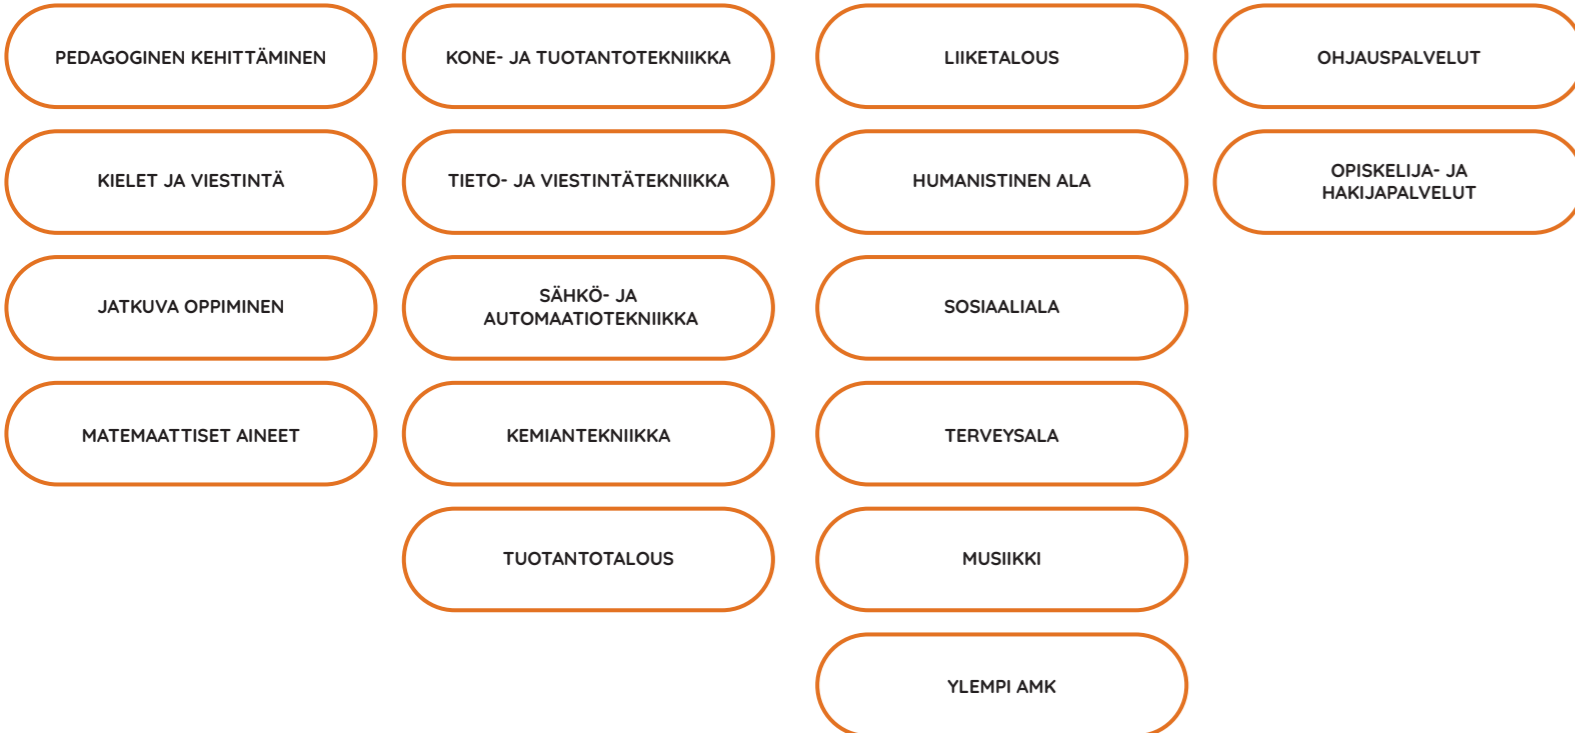 PEDAGOGINEN KEHITTÄMINEN
KIELET JA VIESTINTÄ
JATKUVA OPPIMINEN
MATEMAATTISET AINEET
KONE- JA TUOTANTOTEKNIIKKA
TIETO- JA VIESTINTÄTEKNIIKKA
SÄHKÖ- JA
AUTOMAATIOTEKNIIKKA
KEMIANTEKNIIKKA
TUOTANTOTALOUS
LIIKETALOUS
HUMANISTINEN ALA
SOSIAALIALA
TERVEYSALA
MUSIIKKI
YLEMPI AMK
OHJAUSPALVELUT
OPISKELIJA- JA
HAKIJAPALVELUT